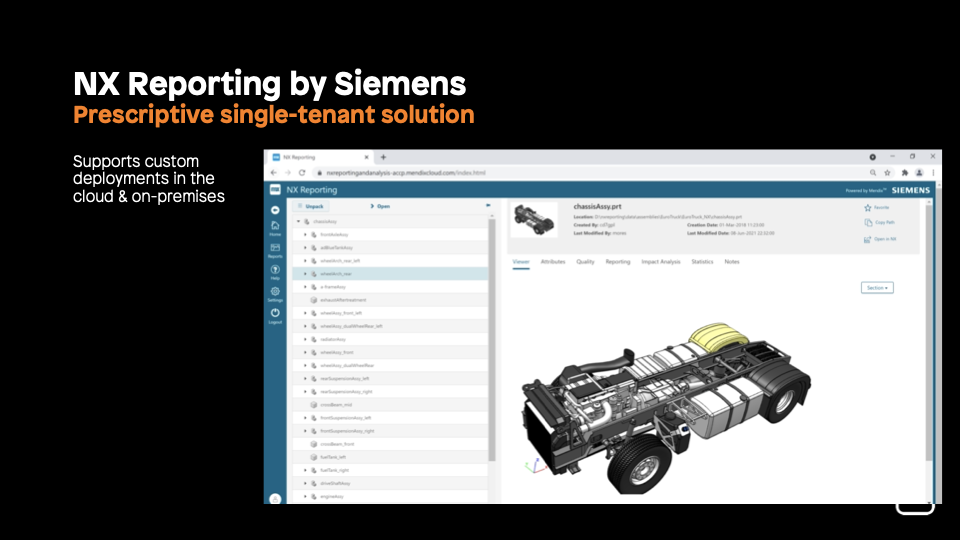 NX Reporting by Siemens
Prescriptive single-tenant solution
Supports custom
deployments in the
cloud & on-premises
NX Reporting
nxreportingandanalysis-accp.mendixcloud.com/index.html
NX Reporting
Powered by Mendix
SIEMENS
Home
Reports
Help
Settings
Logout
Unpack
Open
chassisAssy
frontAxleAssy
adBlueTankAssy
wheelArch_rear_left
wheelArch_rear
a-frameAssy
exhaustAftertreatment
wheelAssy_front_left
wheelAssy_dualWheelRear_left
radiatorAssy
wheelAssy_front
wheelAssy_dualWheelRear
rearSuspensionAssy_left
rearSuspensionAssy_right
crossBeam_mid
frontSuspensionAssy_left
frontSuspensionAssy_right
crossBeam_front
fuelTank_left
fuelTank_right
driveShaftAssy
engineAssy
chassisAssy.prt
Location:
Created By:
Creation Date: 01-Mar-2018 11:23:00
Last Modified By:
Last Modified Date: 08-Jun-2021 22:32:00
Favorite
Copy Path
Open in NX
Viewer Attributes Quality Reporting Impact Analysis Statistics Notes
Section